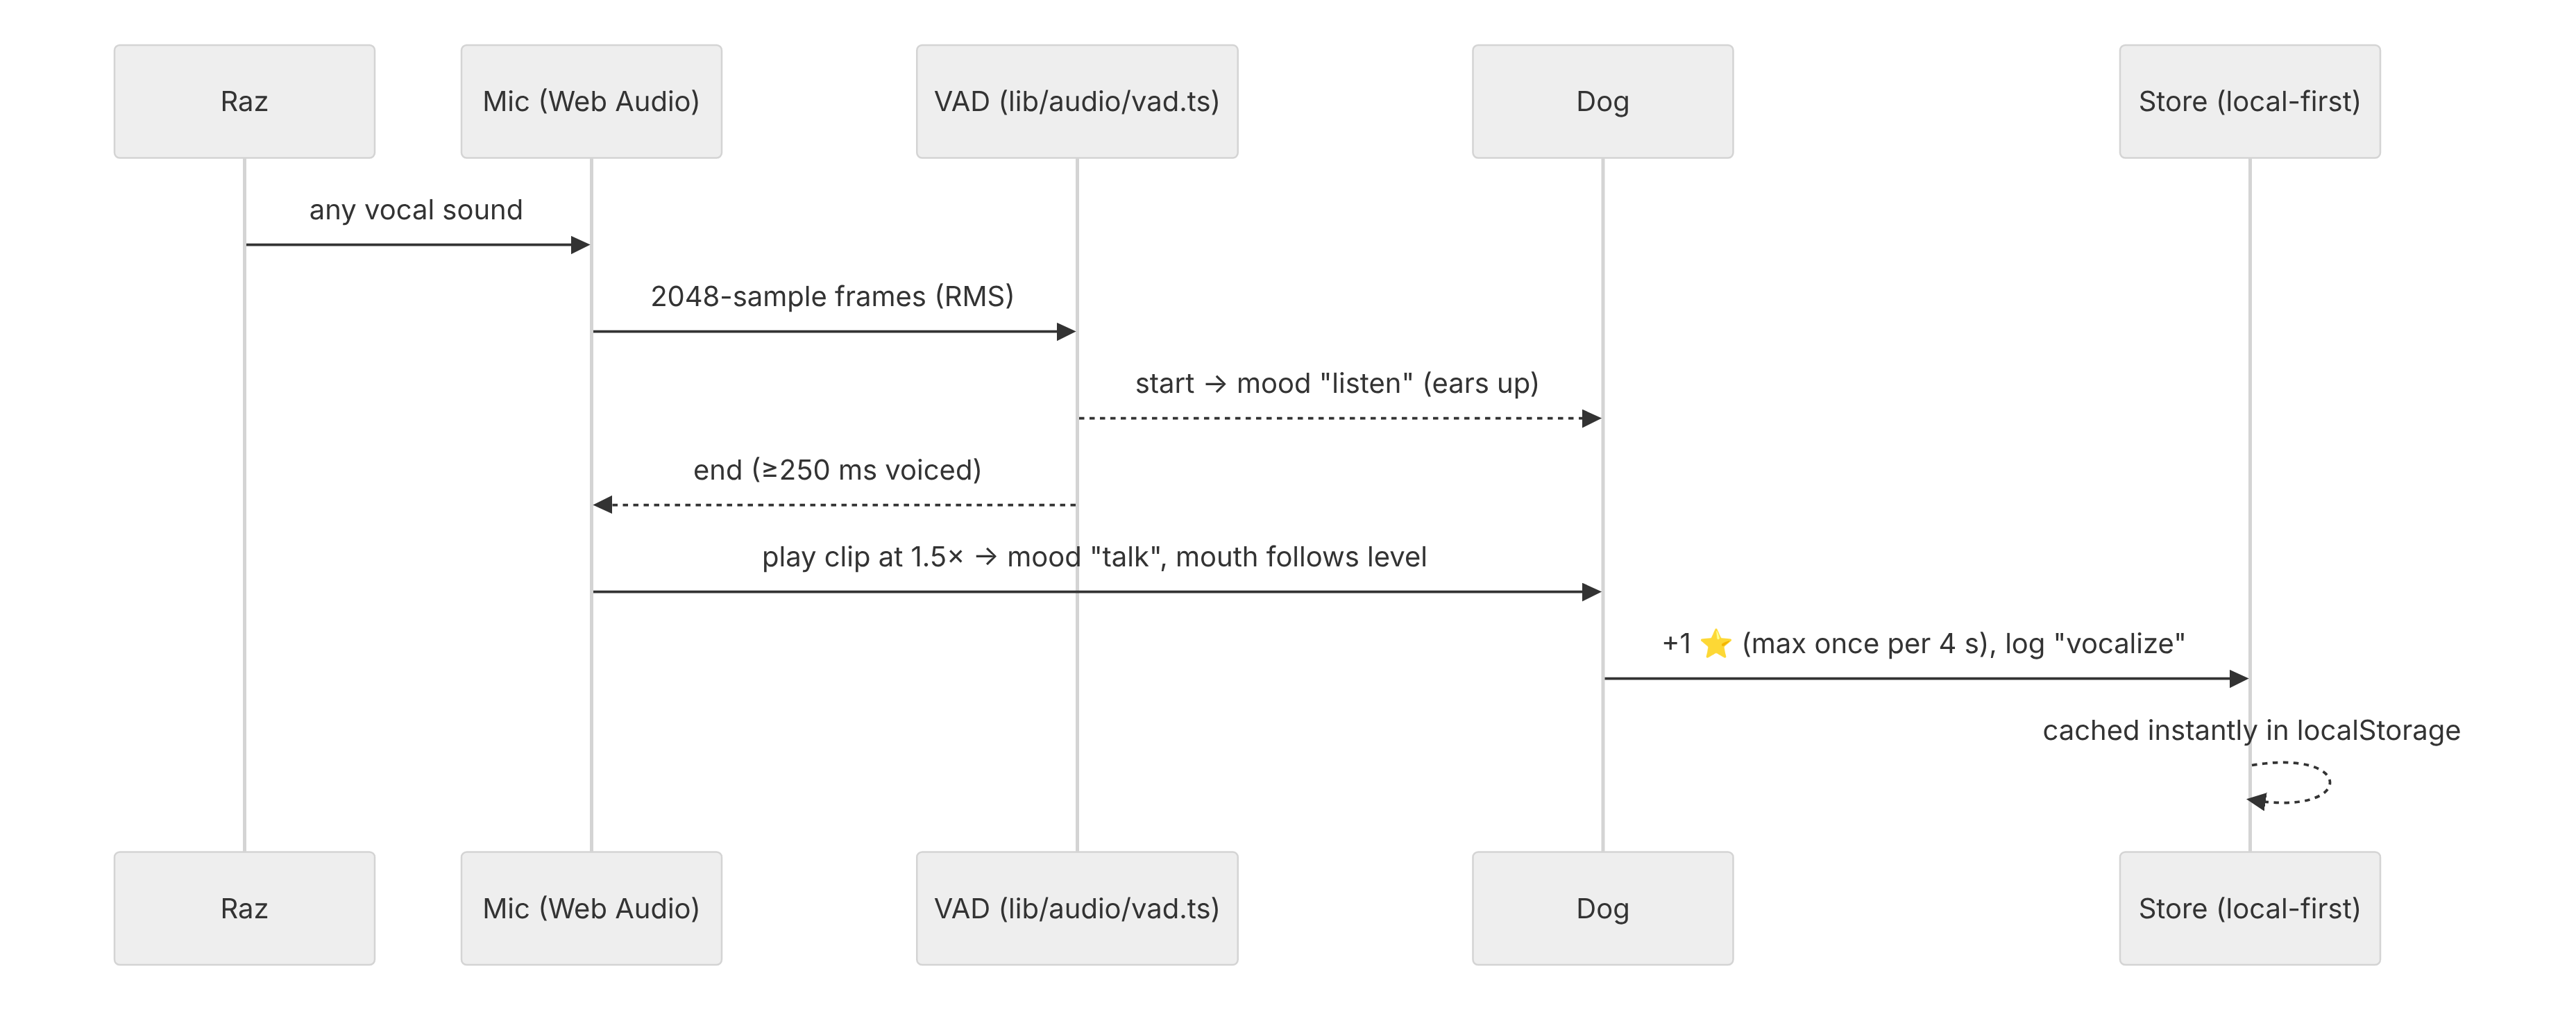 Raz
Mic (Web Audio)
VAD (lib/audio/vad.ts)
Dog
Store (local-first)
any vocal sound
2048-sample frames (RMS)
start → mood "listen" (ears up)
end (≥250 ms voiced)
play clip at 1.5× → mood "talk", mouth follows level
+1 ⭐ (max once per 4 s), log "vocalize"
cached instantly in localStorage
Raz
Mic (Web Audio)
VAD (lib/audio/vad.ts)
Dog
Store (local-first)